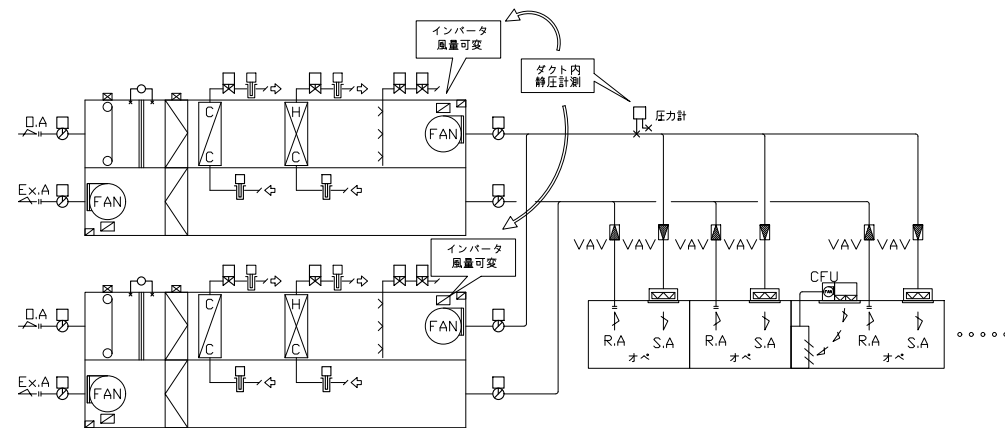 インバータ
風量可変
ダクト内
静圧計測
圧力計
O.A
C
C
H
C
FAN
Ex.A
FAN
VAV
VAV
VAV
VAV
VAV
VAV
インバータ
風量可変
CFU
FAN
O.A
C
C
H
C
FAN
R.A
S.A
オペ
R.A
S.A
オペ
R.A
S.A
オペ
Ex.A
FAN